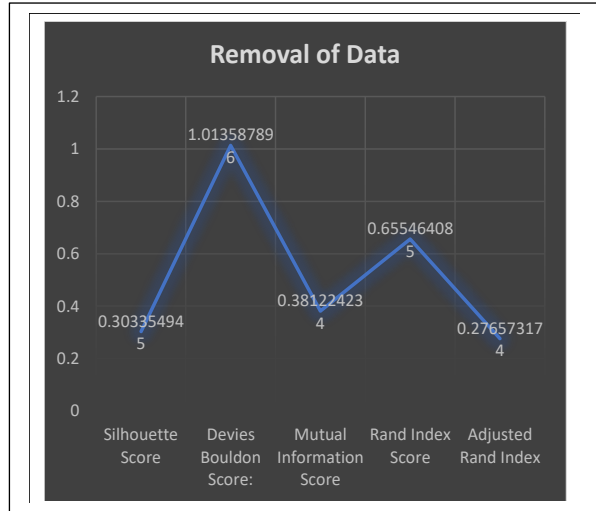 Removal of Data
1.2
1
0.8
0.6
0.4
0.2
0
0.30335494
5
1.01358789
6
0.38122423
4
0.65546408
5
0.27657317
4
Silhouette
Score
Devies
Bouldon
Score:
Mutual
Information
Score
Rand Index
Score
Adjusted
Rand Index